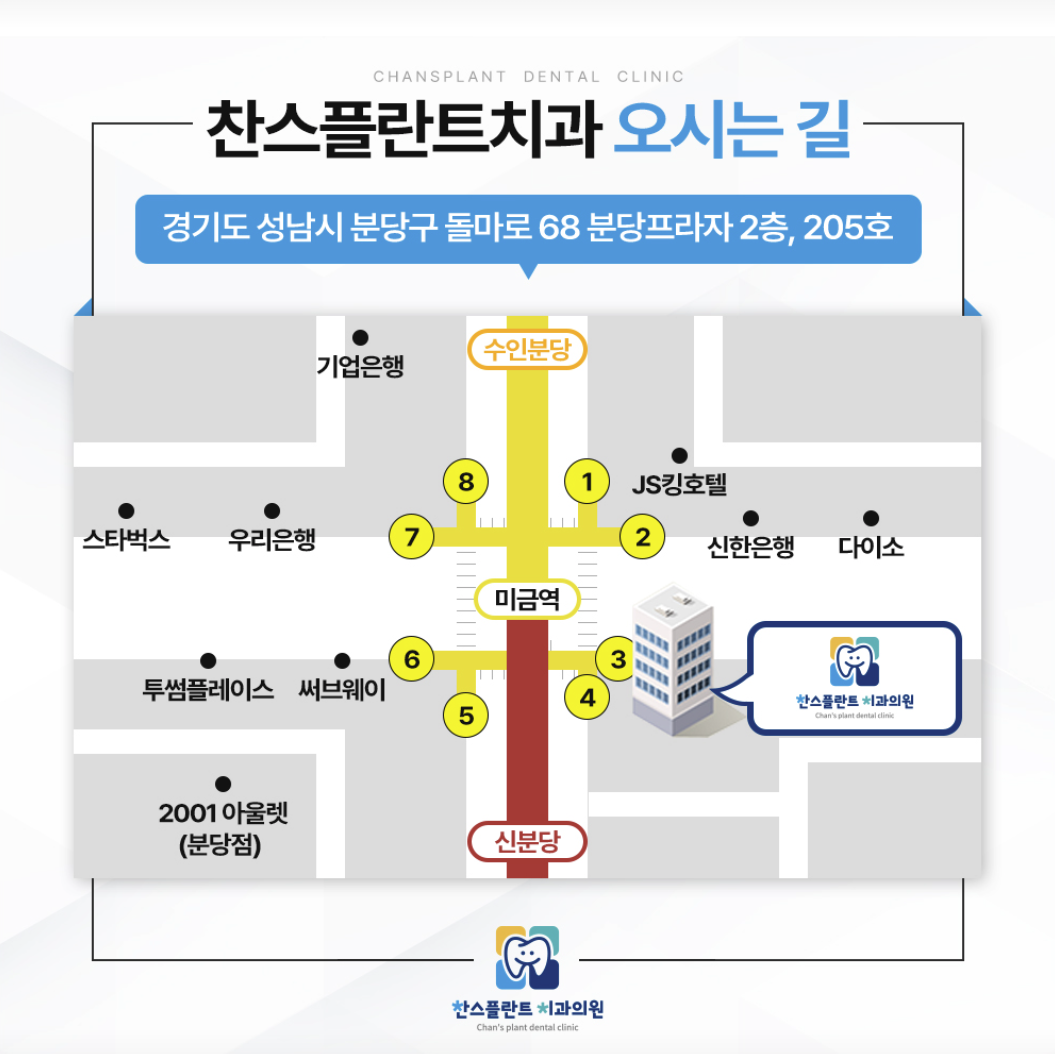 CHANSPLANT DENTAL CLINIC
찬스플란트치과 오시는 길
경기도 성남시 분당구 돌마로 68 분당프라자 2층, 205호
수인분당
기업은행
8
1
JS킹호텔
스타벅스
우리은행
7
2
신한은행
다이소
미금역
투썸플레이스
써브웨이
6
3
찬스플란트 치과의원
Chan's plant dental clinic
5
4
2001 아울렛
(분당점)
신분당
찬스플란트 치과의원
Chan's plant dental clinic